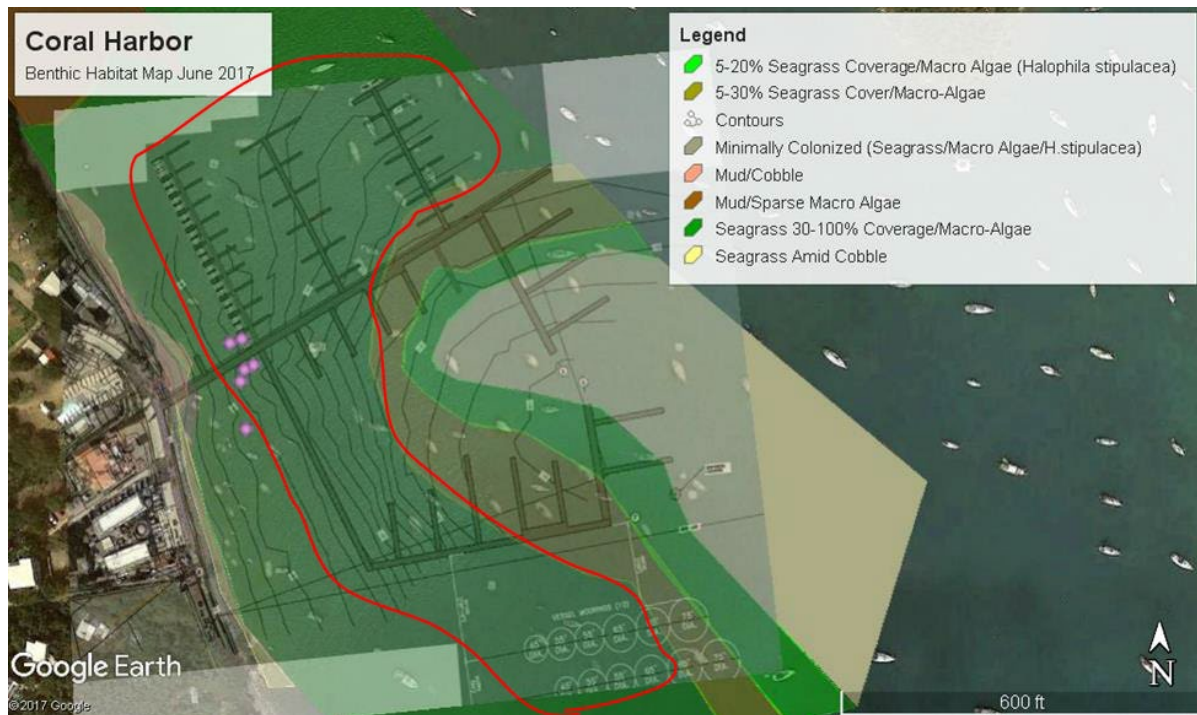 Coral Harbor
Benthic Habitat Map June 2017
Legend
5-20% Seagrass Coverage/Macro Algae (Halophila stipulacea)
5-30% Seagrass Cover/Macro-Algae
Contours
Minimally Colonized (Seagrass/Macro Algae/H.stipulacea)
Mud/Cobble
Mud/Sparse Macro Algae
Seagrass 30-100% Coverage/Macro-Algae
Seagrass Amid Cobble
VESSEL MOORINGS
Google Earth
©2017 Google
N
600 ft